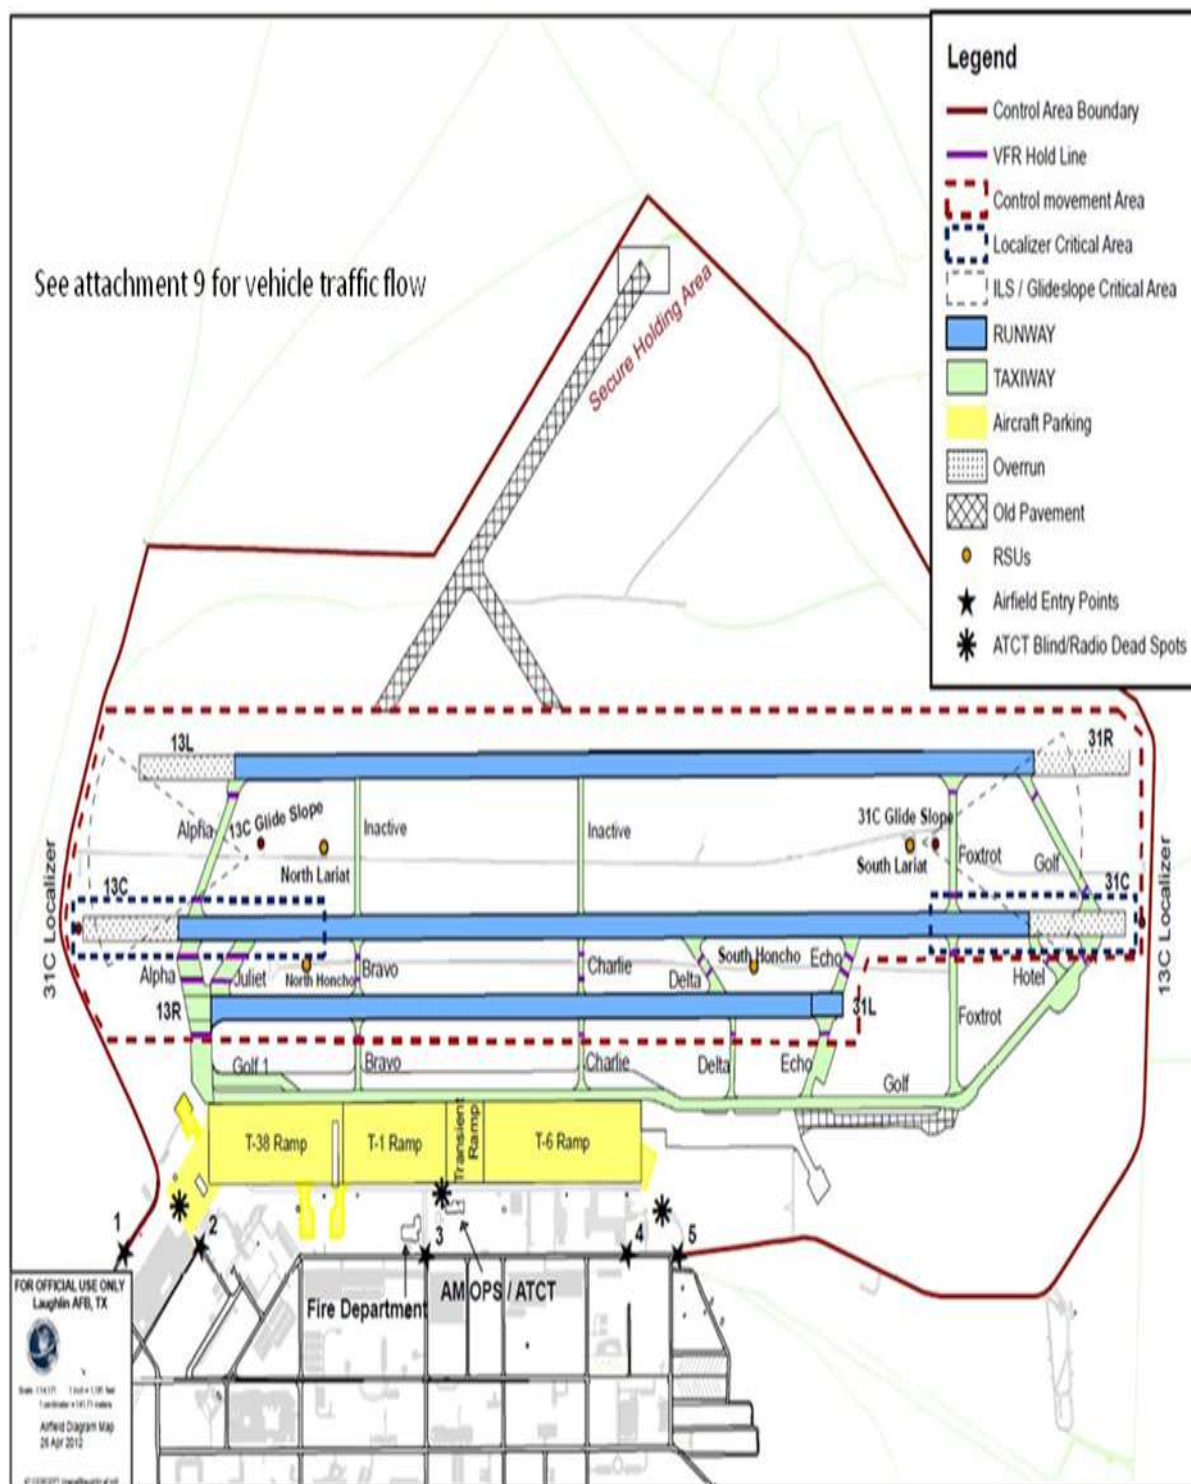 Legend
Control Area Boundary
VFR Hold Line
Control movement Area
Localizer Critical Area
ILS / Glideslope Critical Area
RUNWAY
TAXIWAY
Aircraft Parking
Overrun
Old Pavement
RSUs
Airfield Entry Points
ATCT Blind/Radio Dead Spots
See attachment 9 for vehicle traffic flow
Secure Holding Area
13L
31R
Alpha
13C Glide Slope
Inactive
Inactive
31C Glide Slope
North Lariat
South Lariat
Foxtrot
Golf
31C Localizer
13C
31C
13C Localizer
Alpha
Juliet
North Honcho
Bravo
Charlie
Delta
South Honcho
Echo
Hotel
13R
31L
Foxtrot
Golf 1
Bravo
Charlie
Delta
Echo
Golf
T-38 Ramp
T-1 Ramp
Transient
Ramp
T-6 Ramp
1
2
3
4
5
Fire Department
AM OPS / ATCT
FOR OFFICIAL USE ONLY
Laughlin AFB, TX
Airfield Diagram Map
26 Apr 2012